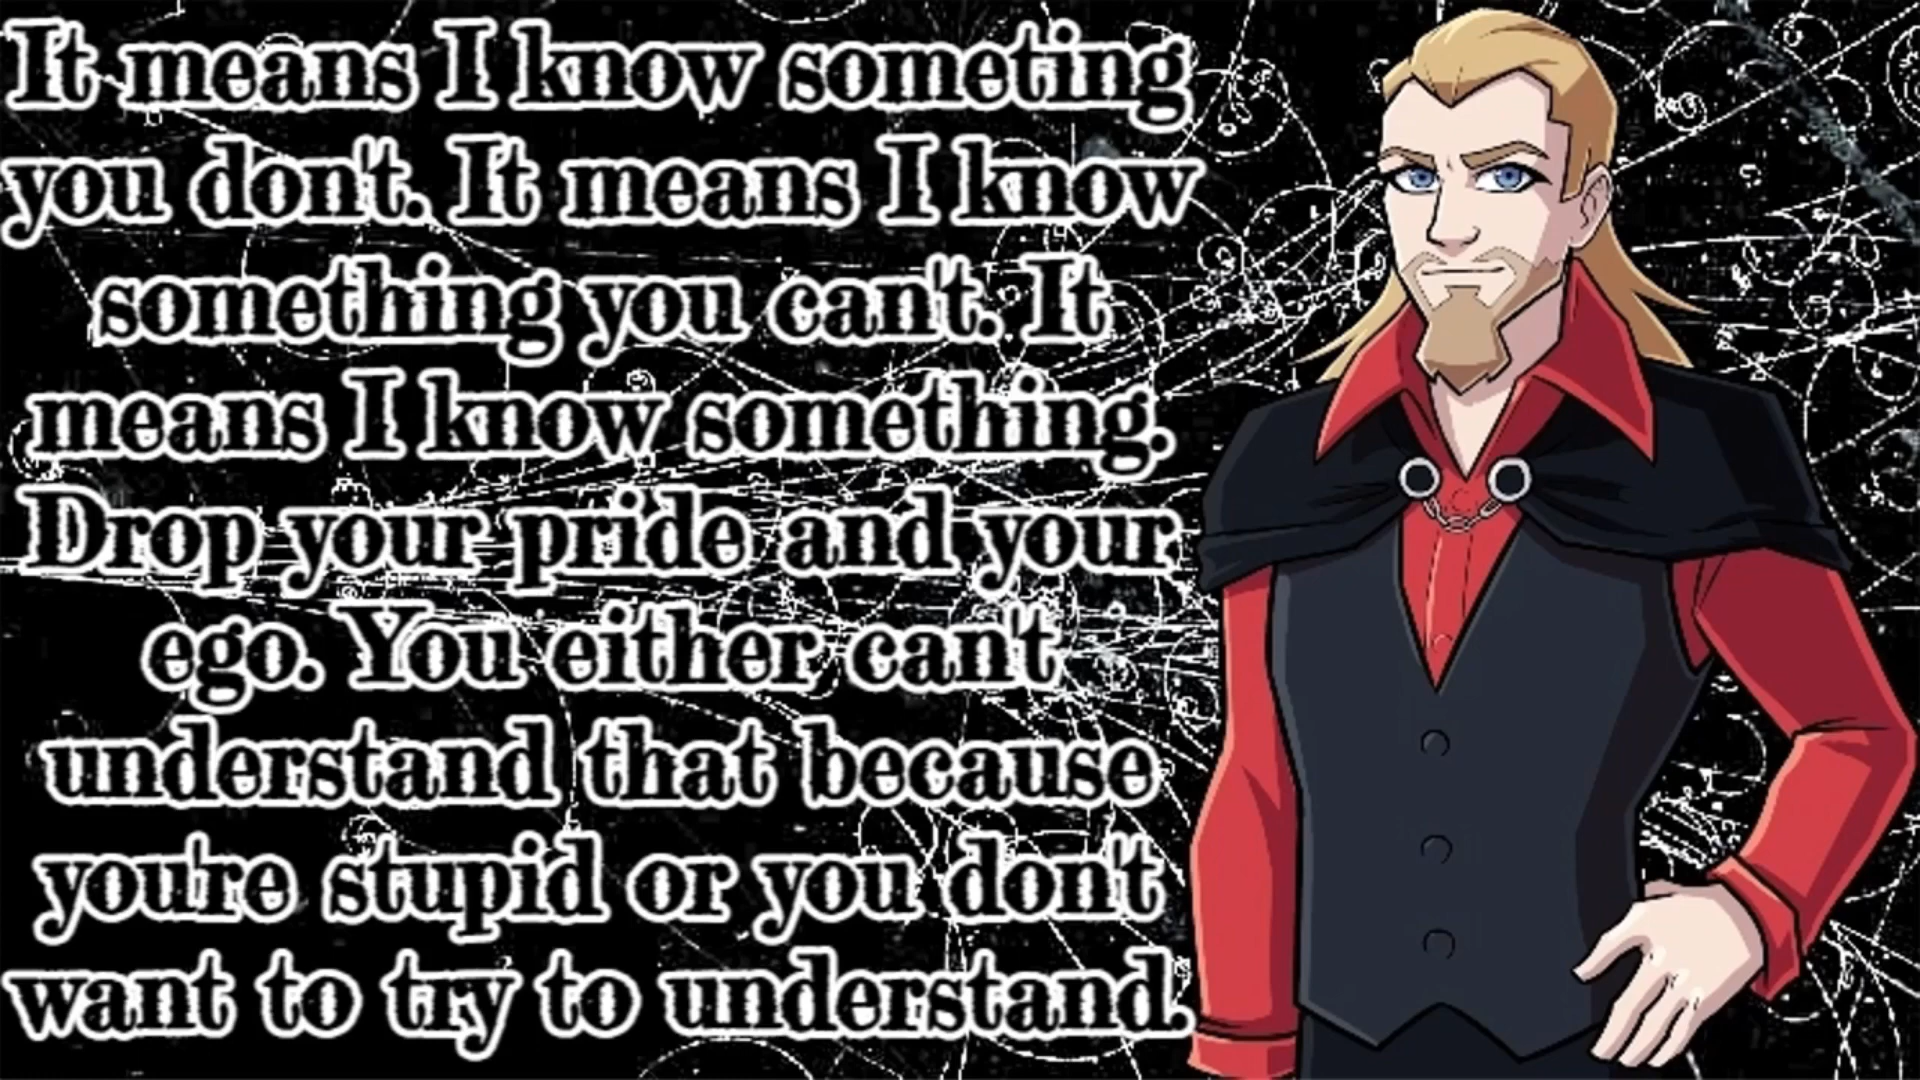 It means I know someting
you don't. It means I know
something you can't. It
means I know something.
Drop your pride and your
ego. You either can't
understand that because
you're stupid or you don't
want to try to understand.